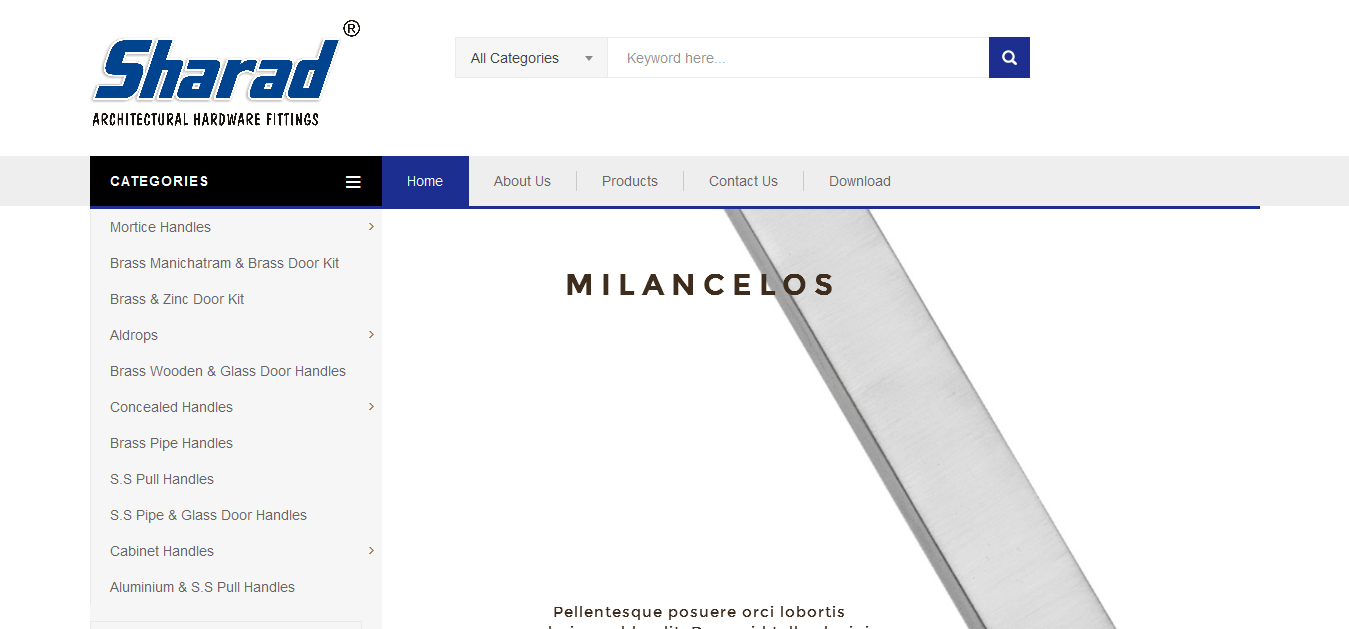 Sharad ®
ARCHITECTURAL HARDWARE FITTINGS
All Categories
Keyword here...
CATEGORIES
Home
About Us
Products
Contact Us
Download
Mortice Handles
Brass Manichatram & Brass Door Kit
Brass & Zinc Door Kit
Aldrops
Brass Wooden & Glass Door Handles
Concealed Handles
Brass Pipe Handles
S.S Pull Handles
S.S Pipe & Glass Door Handles
Cabinet Handles
Aluminium & S.S Pull Handles
MILANCELOS
Pellentesque posuere orci lobortis